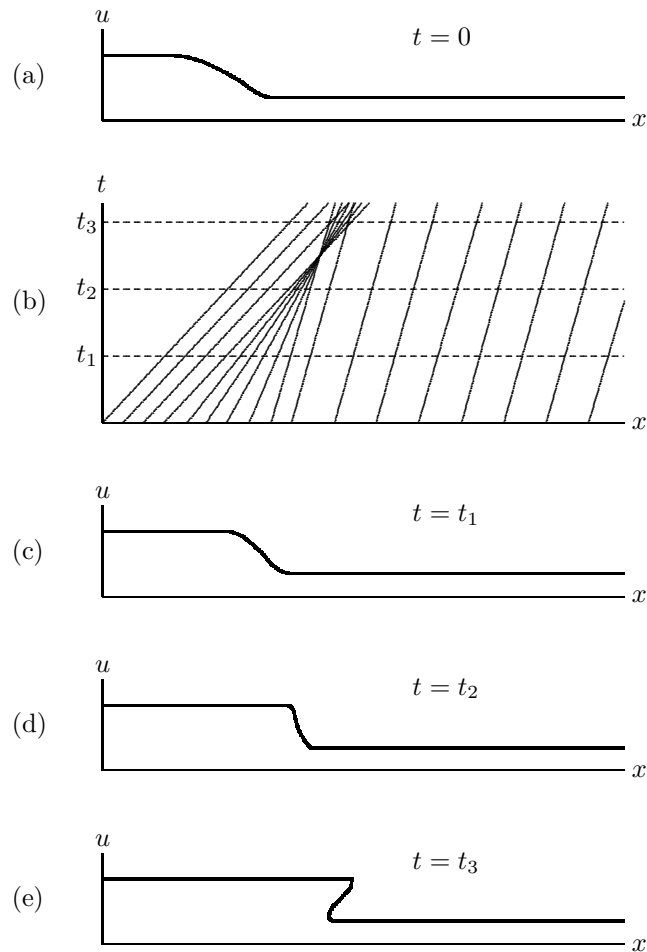 u
t = 0
(a)
x
t
t₃
(b)
t₂
t₁
x
u
t = t₁
(c)
x
u
t = t₂
(d)
x
u
t = t₃
(e)
x